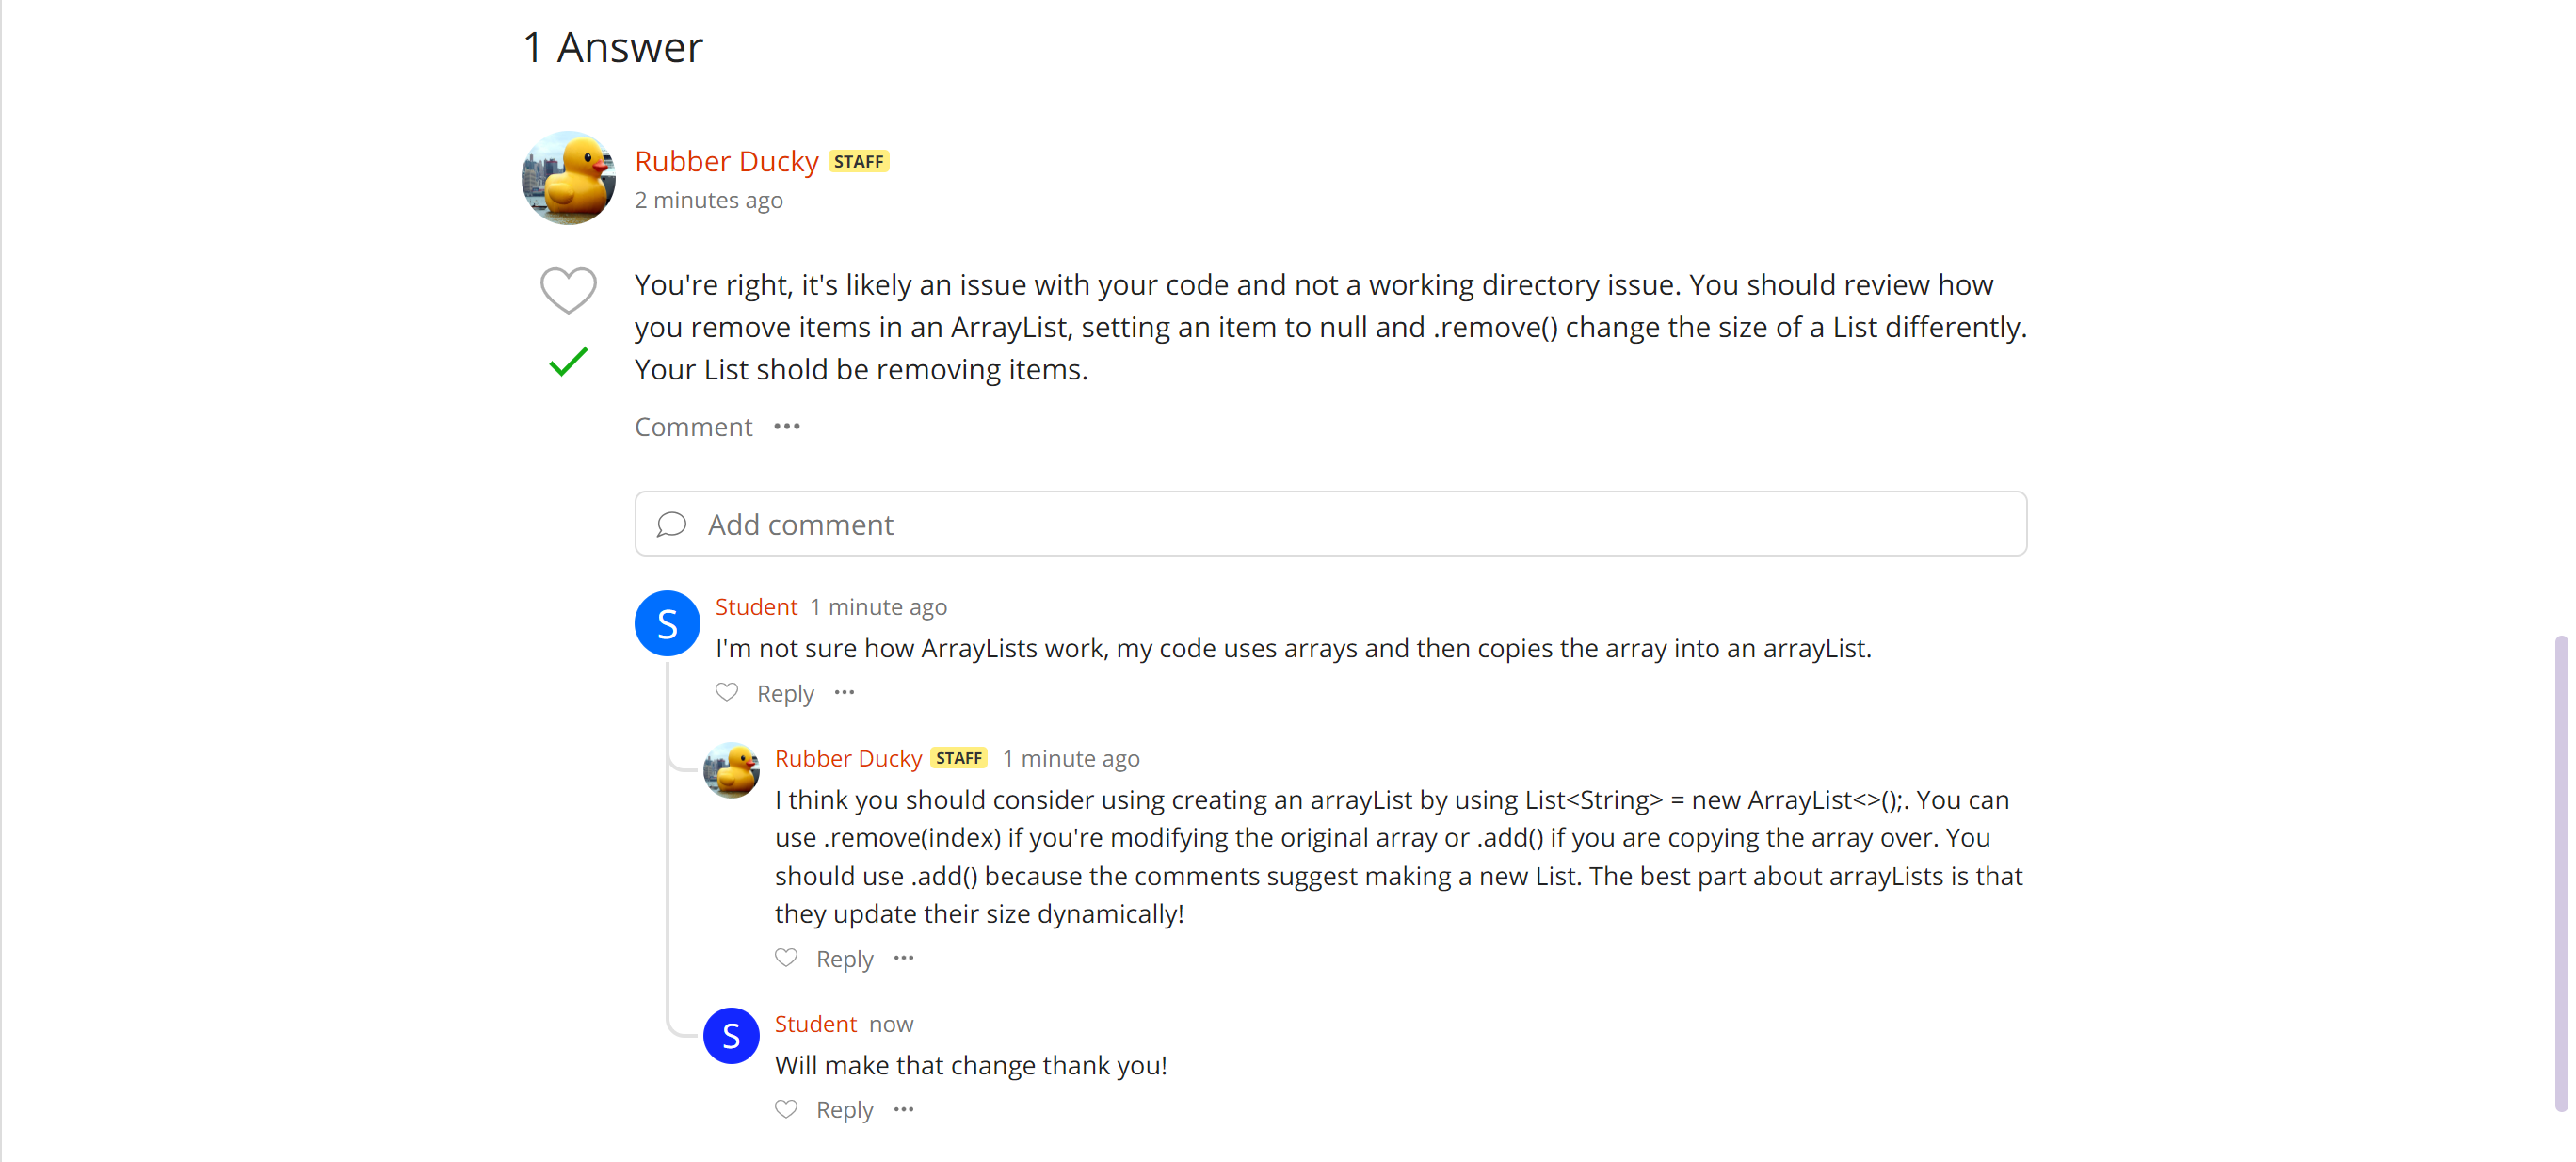 1 Answer
Rubber Ducky STAFF
2 minutes ago
You're right, it's likely an issue with your code and not a working directory issue. You should review how
you remove items in an ArrayList, setting an item to null and .remove() change the size of a List differently.
Your List shold be removing items.
Comment •••
Add comment
S Student 1 minute ago
I'm not sure how ArrayLists work, my code uses arrays and then copies the array into an arrayList.
Reply •••
Rubber Ducky STAFF 1 minute ago
I think you should consider using creating an arrayList by using List<String> = new ArrayList<>();. You can
use .remove(index) if you're modifying the original array or .add() if you are copying the array over. You
should use .add() because the comments suggest making a new List. The best part about arrayLists is that
they update their size dynamically!
Reply •••
S Student now
Will make that change thank you!
Reply •••